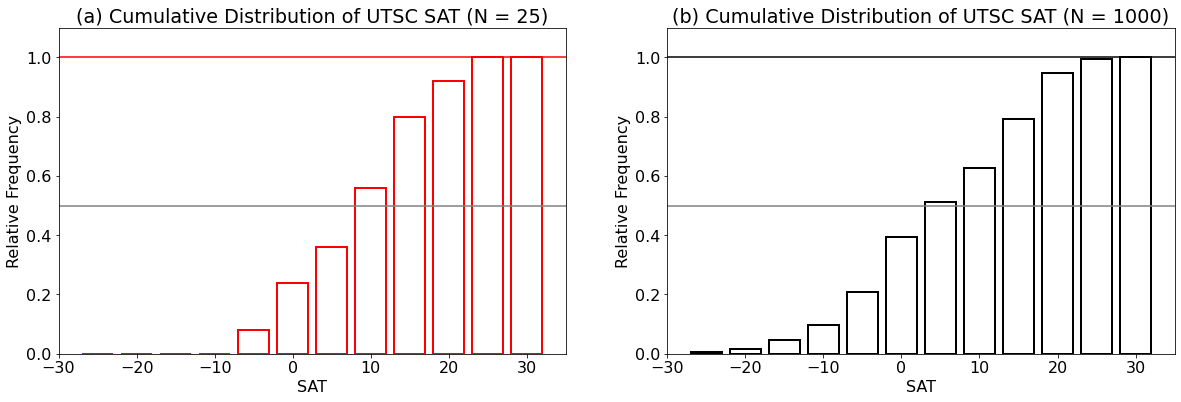 (a) Cumulative Distribution of UTSC SAT (N = 25)
Relative Frequency
1.0
0.8
0.6
0.4
0.2
0.0
−30 −20 −10 0 10 20 30
SAT
(b) Cumulative Distribution of UTSC SAT (N = 1000)
Relative Frequency
1.0
0.8
0.6
0.4
0.2
0.0
−30 −20 −10 0 10 20 30
SAT